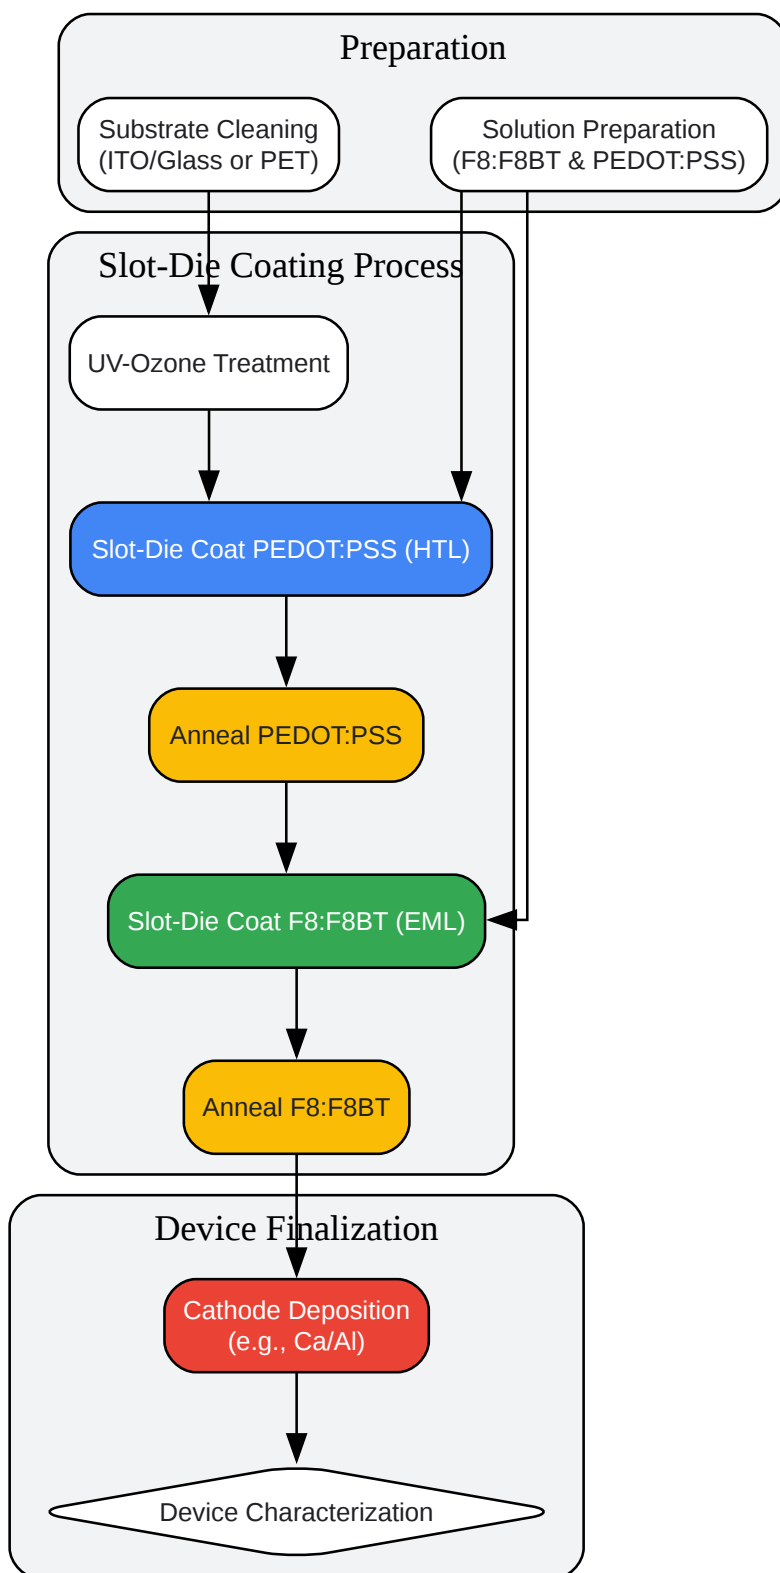 Preparation
Substrate Cleaning
(ITO/Glass or PET)
Solution Preparation
(F8:F8BT & PEDOT:PSS)
Slot-Die Coating Process
UV-Ozone Treatment
Slot-Die Coat PEDOT:PSS (HTL)
Anneal PEDOT:PSS
Slot-Die Coat F8:F8BT (EML)
Anneal F8:F8BT
Device Finalization
Cathode Deposition
(e.g., Ca/Al)
Device Characterization